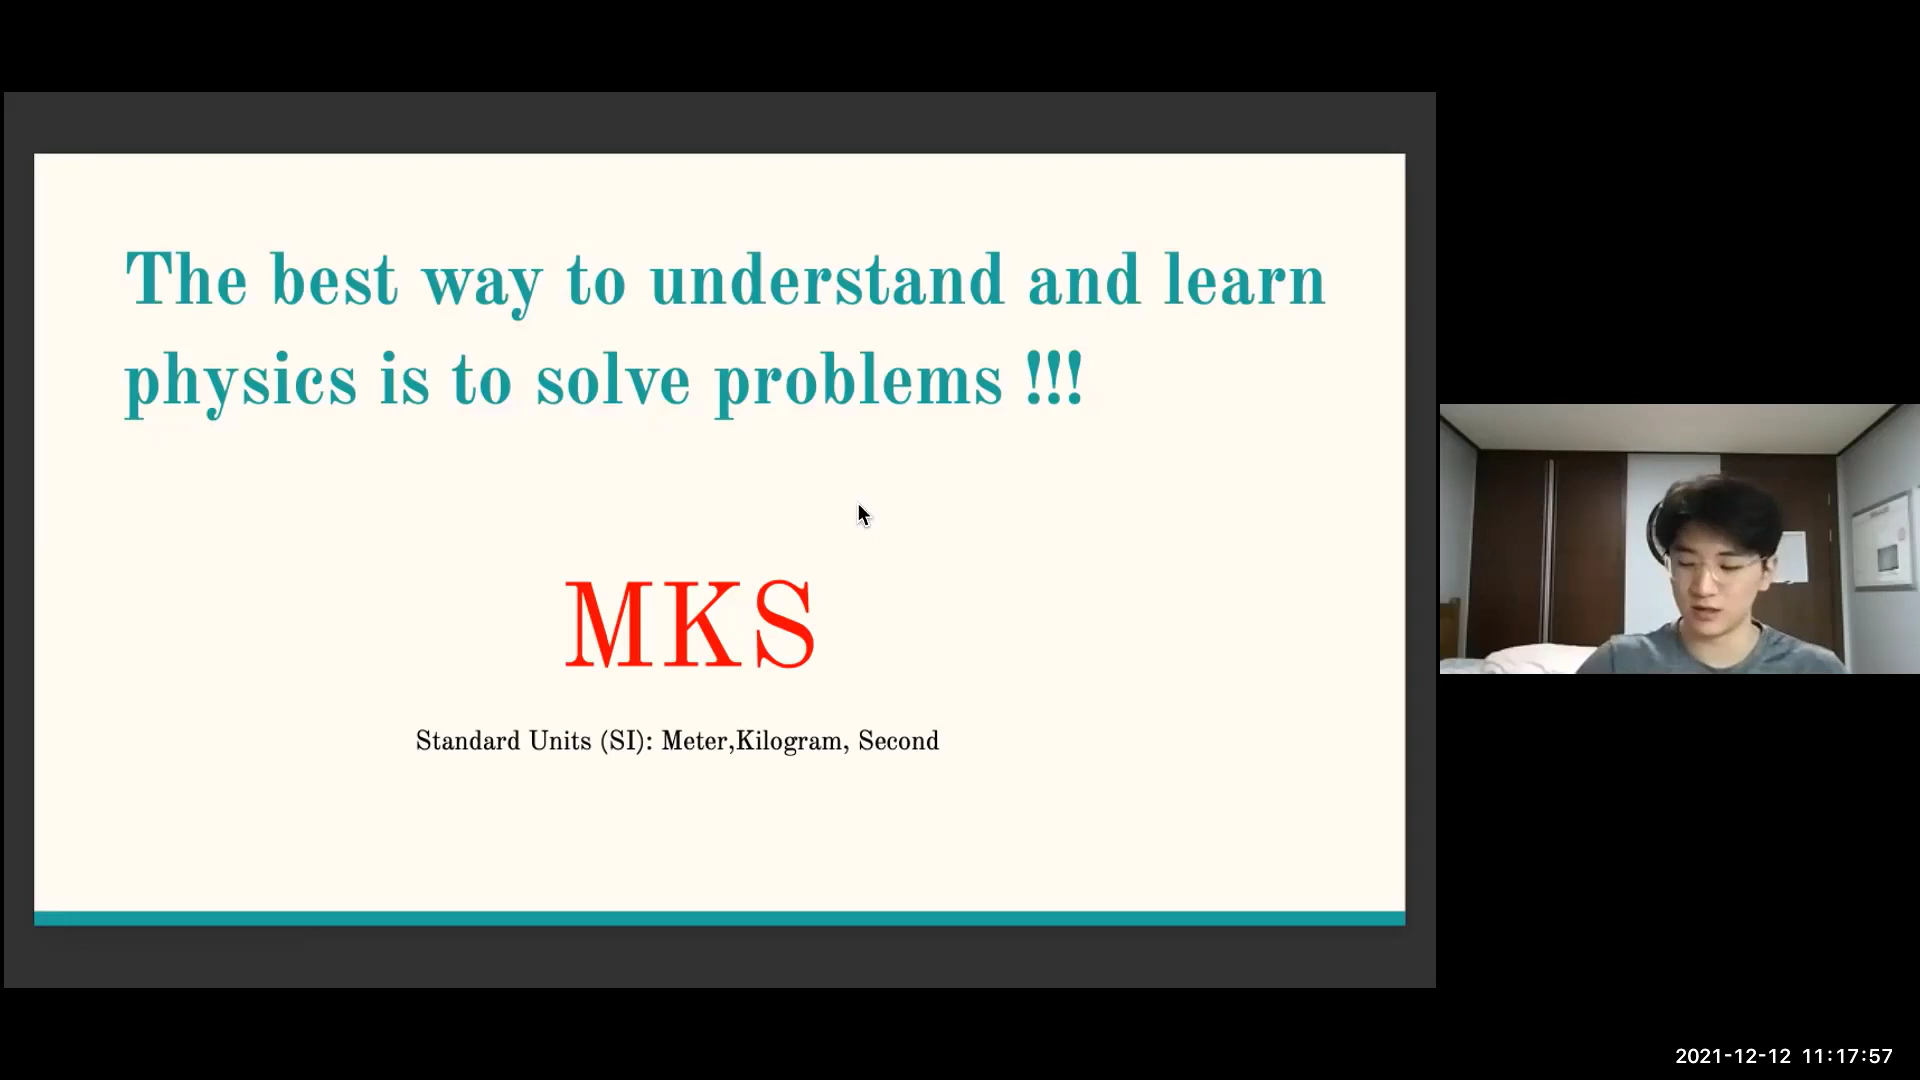 The best way to understand and learn
physics is to solve problems !!!
MKS
Standard Units (SI): Meter,Kilogram, Second
2021-12-12 11:17:57